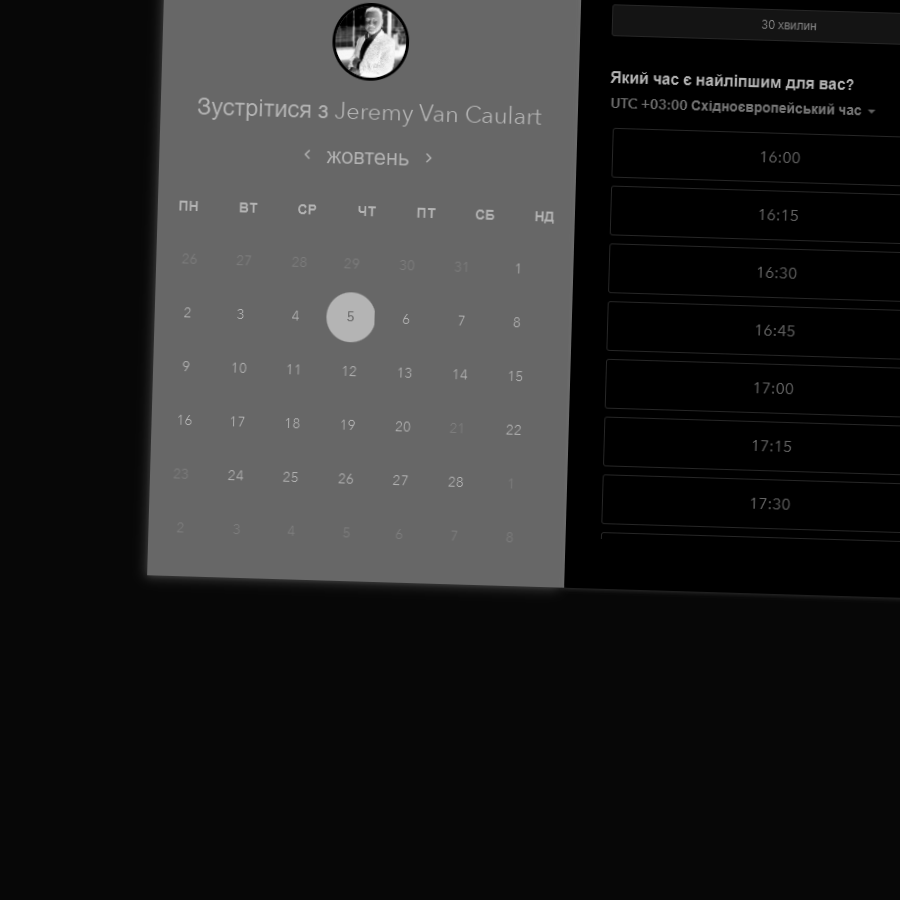 Зустрітися з Jeremy Van Caulart
‹ жовтень ›
ПН ВТ СР ЧТ ПТ СБ НД
26 27 28 29 30 31 1
2 3 4 5 6 7 8
9 10 11 12 13 14 15
16 17 18 19 20 21 22
23 24 25 26 27 28 1
2 3 4 5 6 7 8
30 хвилин
Який час є найліпшим для вас?
UTC +03:00 Східноєвропейський час
16:00
16:15
16:30
16:45
17:00
17:15
17:30